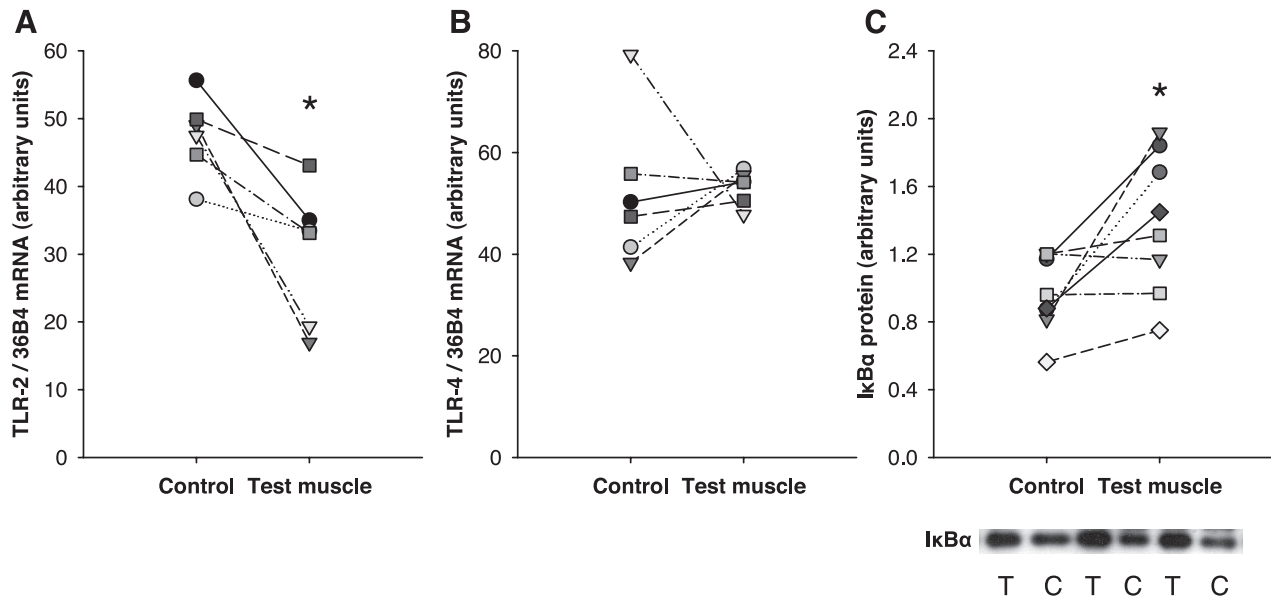 A
TLR-2 / 36B4 mRNA (arbitrary units)
60
50
40
30
20
10
0
*
Control Test muscle
B
TLR-4 / 36B4 mRNA (arbitrary units)
80
60
40
20
0
Control Test muscle
C
IκBα protein (arbitrary units)
2.4
2.0
1.6
1.2
0.8
0.4
0.0
*
Control Test muscle
IκBα
T C T C T C